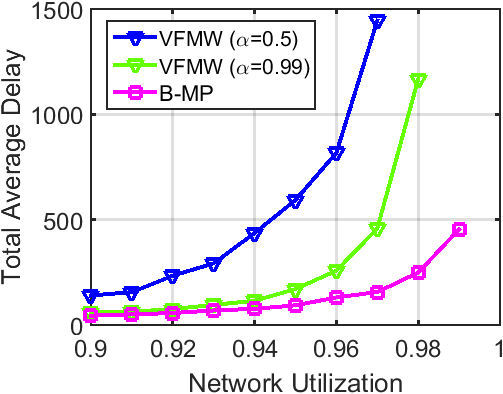 1500
1000
500
0
Total Average Delay
VFMW (α=0.5)
VFMW (α=0.99)
B-MP
0.9 0.92 0.94 0.96 0.98 1
Network Utilization